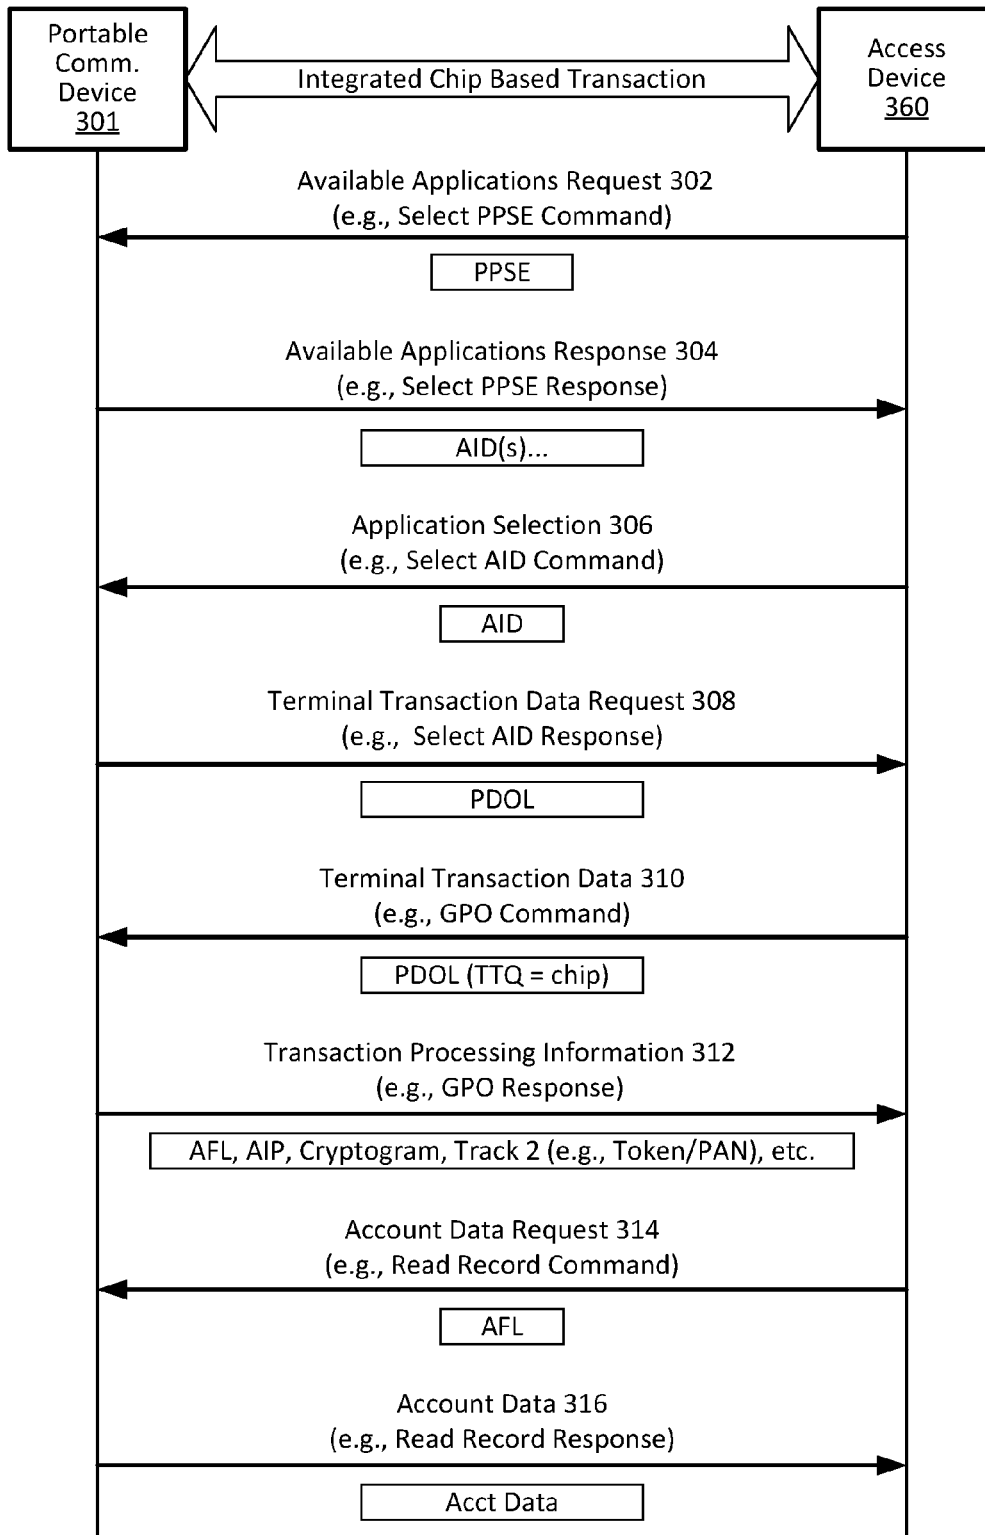 Portable
Comm.
Device
301
Integrated Chip Based Transaction
Access
Device
360
Available Applications Request 302
(e.g., Select PPSE Command)
PPSE
Available Applications Response 304
(e.g., Select PPSE Response)
AID(s)...
Application Selection 306
(e.g., Select AID Command)
AID
Terminal Transaction Data Request 308
(e.g., Select AID Response)
PDOL
Terminal Transaction Data 310
(e.g., GPO Command)
PDOL (TTQ = chip)
Transaction Processing Information 312
(e.g., GPO Response)
AFL, AIP, Cryptogram, Track 2 (e.g., Token/PAN), etc.
Account Data Request 314
(e.g., Read Record Command)
AFL
Account Data 316
(e.g., Read Record Response)
Acct Data